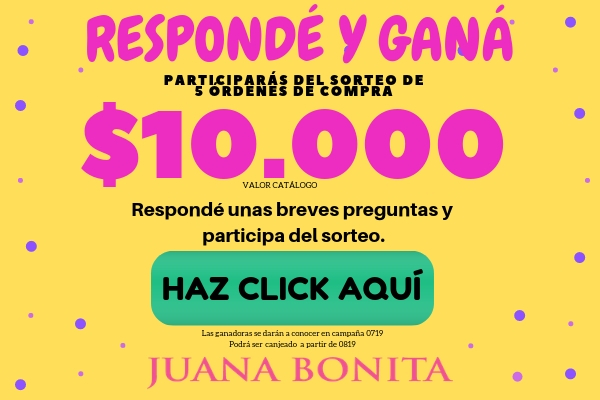 RESPONDÉ Y GANÁ
PARTICIPARÁS DEL SORTEO DE
5 ÓRDENES DE COMPRA
$10.000
VALOR CATÁLOGO
Respondé unas breves preguntas y
participa del sorteo.
HAZ CLICK AQUÍ
Las ganadoras se darán a conocer en campaña 0719
Podrá ser canjeado a partir de 0819
JUANA BONITA